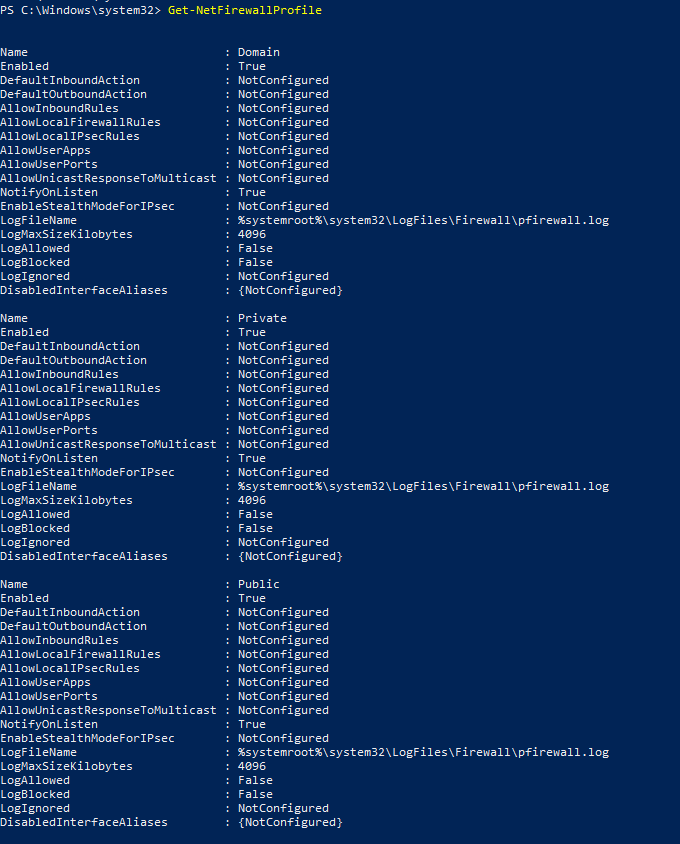 PS C:\Windows\system32> Get-NetFirewallProfile
Name : Domain
Enabled : True
DefaultInboundAction : NotConfigured
DefaultOutboundAction : NotConfigured
AllowInboundRules : NotConfigured
AllowLocalFirewallRules : NotConfigured
AllowLocalIPsecRules : NotConfigured
AllowUserApps : NotConfigured
AllowUserPorts : NotConfigured
AllowUnicastResponseToMulticast : NotConfigured
NotifyOnListen : True
EnableStealthModeForIPsec : NotConfigured
LogFileName : %systemroot%\system32\LogFiles\Firewall\pfirewall.log
LogMaxSizeKilobytes : 4096
LogAllowed : False
LogBlocked : False
LogIgnored : NotConfigured
DisabledInterfaceAliases : {NotConfigured}
Name : Private
Enabled : True
DefaultInboundAction : NotConfigured
DefaultOutboundAction : NotConfigured
AllowInboundRules : NotConfigured
AllowLocalFirewallRules : NotConfigured
AllowLocalIPsecRules : NotConfigured
AllowUserApps : NotConfigured
AllowUserPorts : NotConfigured
AllowUnicastResponseToMulticast : NotConfigured
NotifyOnListen : True
EnableStealthModeForIPsec : NotConfigured
LogFileName : %systemroot%\system32\LogFiles\Firewall\pfirewall.log
LogMaxSizeKilobytes : 4096
LogAllowed : False
LogBlocked : False
LogIgnored : NotConfigured
DisabledInterfaceAliases : {NotConfigured}
Name : Public
Enabled : True
DefaultInboundAction : NotConfigured
DefaultOutboundAction : NotConfigured
AllowInboundRules : NotConfigured
AllowLocalFirewallRules : NotConfigured
AllowLocalIPsecRules : NotConfigured
AllowUserApps : NotConfigured
AllowUserPorts : NotConfigured
AllowUnicastResponseToMulticast : NotConfigured
NotifyOnListen : True
EnableStealthModeForIPsec : NotConfigured
LogFileName : %systemroot%\system32\LogFiles\Firewall\pfirewall.log
LogMaxSizeKilobytes : 4096
LogAllowed : False
LogBlocked : False
LogIgnored : NotConfigured
DisabledInterfaceAliases : {NotConfigured}